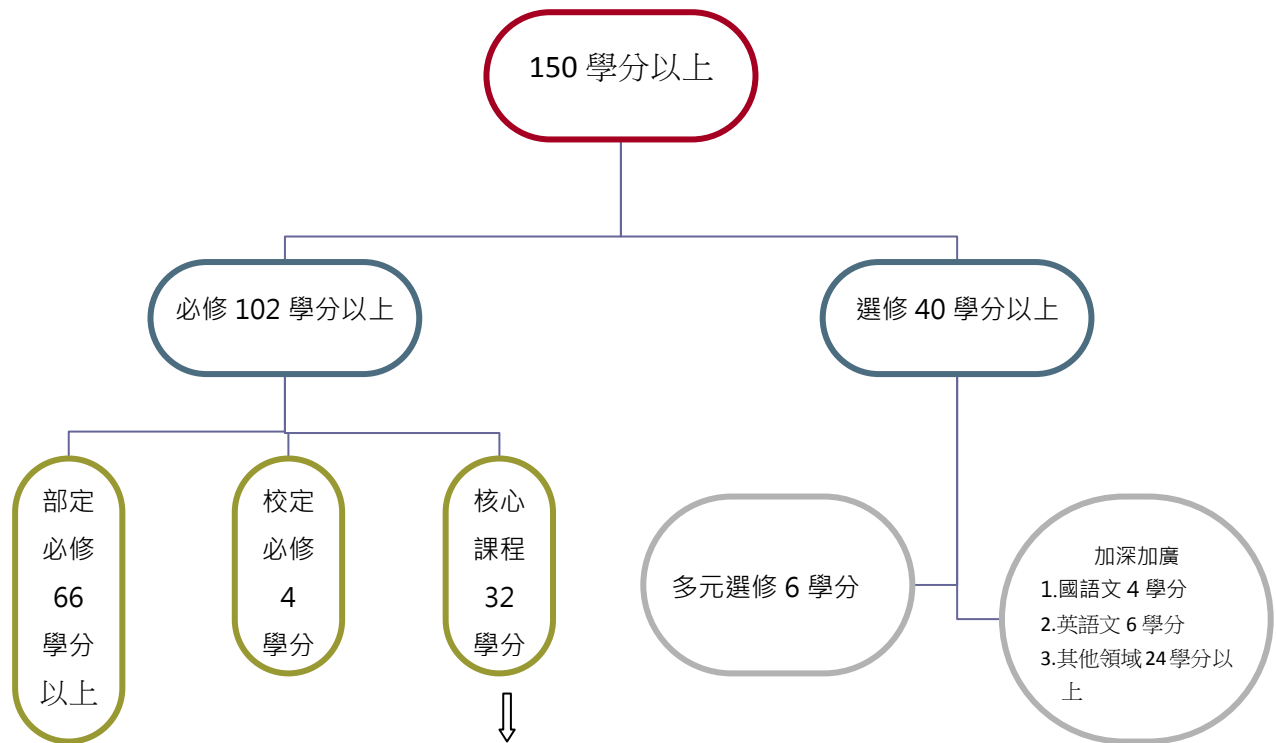 150 學分以上
必修 102 學分以上
選修 40 學分以上
部定
必修
66
學分
以上
校定
必修
4
學分
核心
課程
32
學分
多元選修 6 學分
加深加廣
1.國語文 4 學分
2.英語文 6 學分
3.其他領域 24 學分以
上